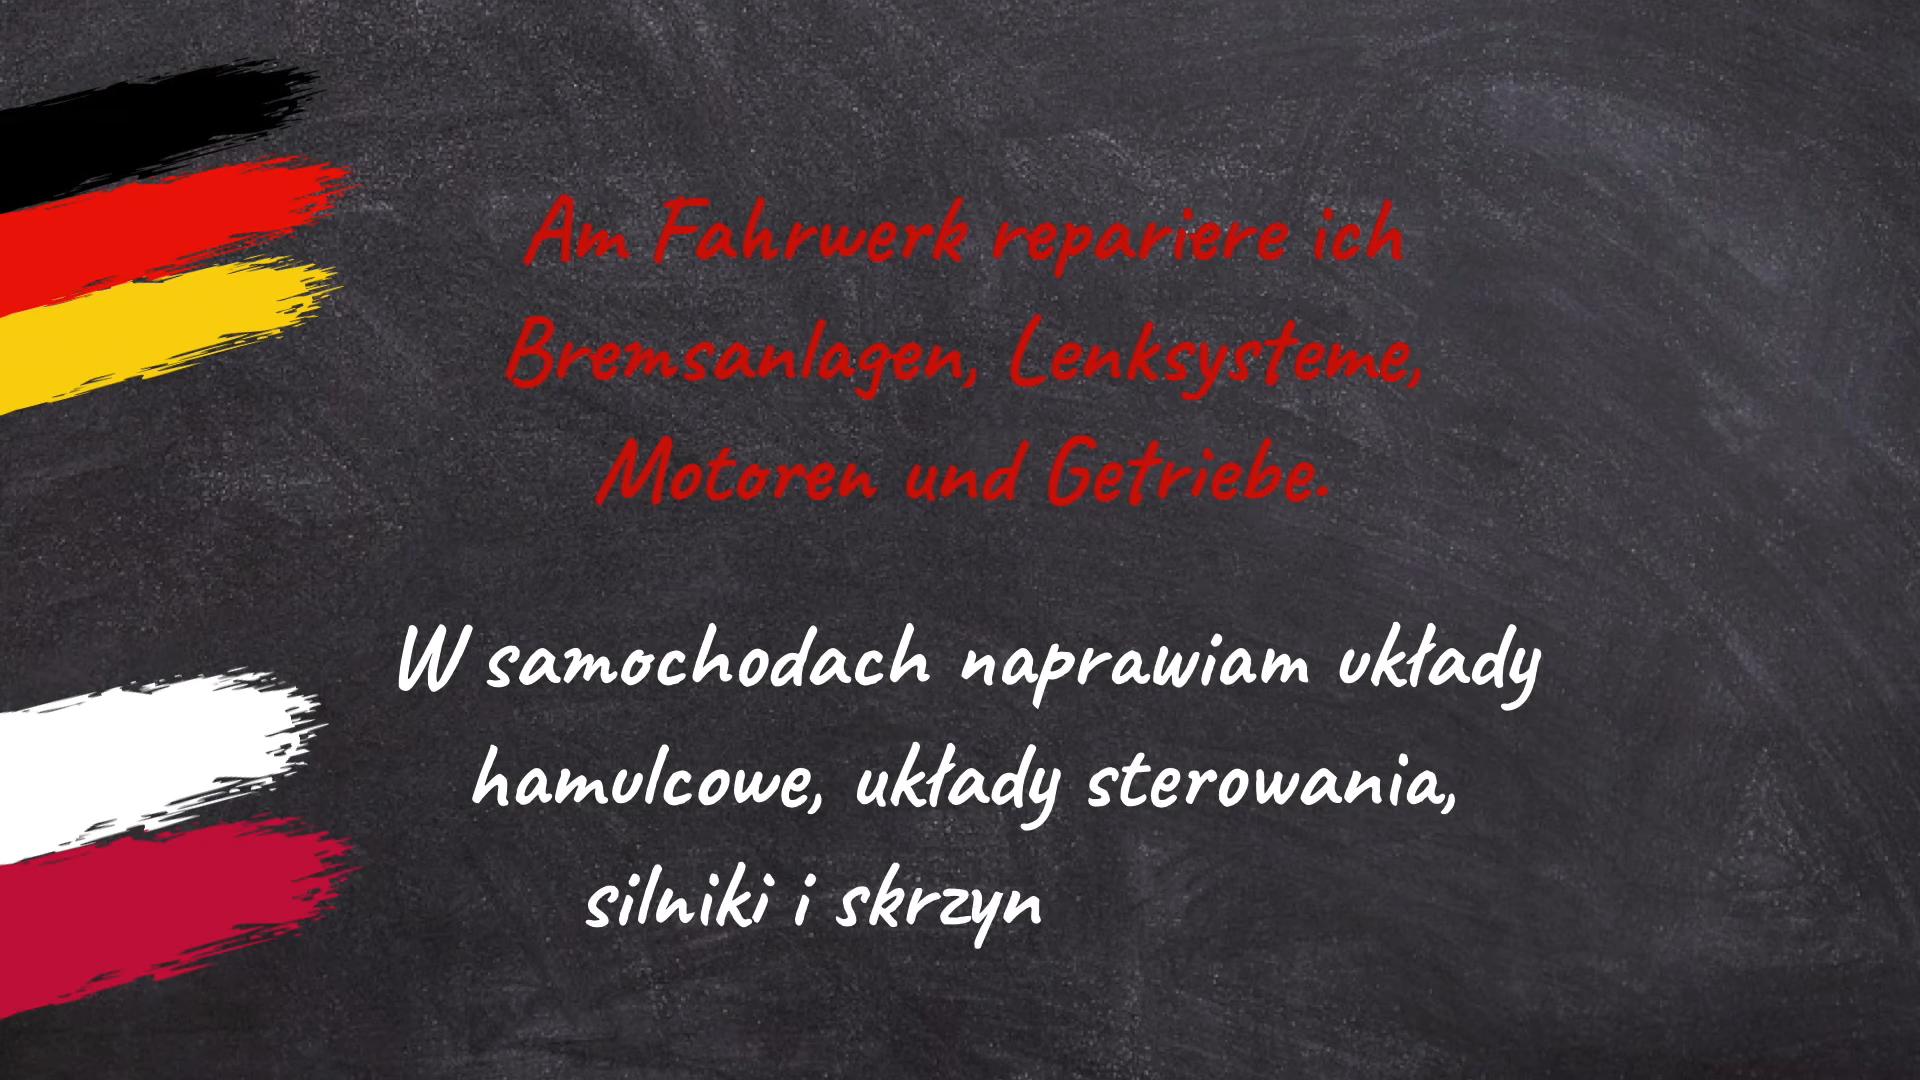 Am Fahrwerk repariere ich
Bremsanlagen, Lenksysteme,
Motoren und Getriebe.
W samochodach naprawiam układy
hamulcowe, układy sterowania,
silniki i skrzyn